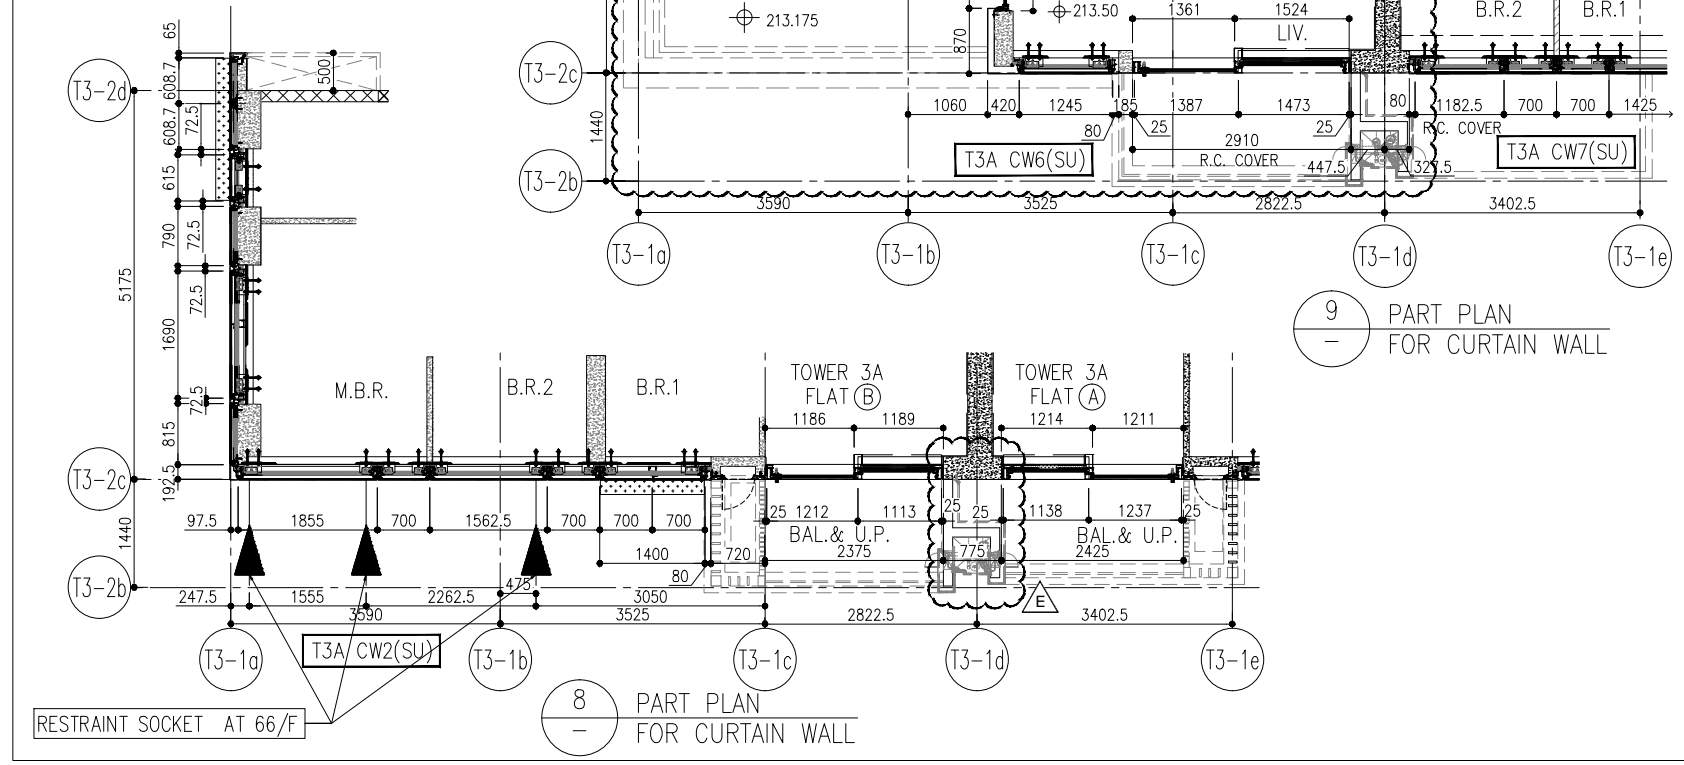 65
608.7
608.7
72.5
615
790
72.5
72.5
1690
72.5
815
192.5
5175
1440
500
T3-2d
T3-2c
T3-2b
M.B.R.
B.R.2
B.R.1
TOWER 3A
FLAT B
TOWER 3A
FLAT A
1186
1189
1214
1211
97.5
1855
700
1562.5
700
700
700
25
1212
1113
25
25
1138
1237
25
BAL.& U.P.
BAL.& U.P.
1400
720
2375
775
2425
80
475
247.5
1555
2262.5
3050
3590
3525
2822.5
3402.5
E
T3A CW2(SU)
T3-1a
T3-1b
T3-1c
T3-1d
T3-1e
RESTRAINT SOCKET AT 66/F
8
-
PART PLAN
FOR CURTAIN WALL
213.175
870
213.50
1361
1524
LIV.
B.R.2
B.R.1
T3-2c
T3-2b
1440
1060
420
1245
185
1387
1473
80
1182.5
700
700
1425
80
25
25
2910
R.C. COVER
R.C. COVER
T3A CW6(SU)
T3A CW7(SU)
447.5
327.5
3590
3525
2822.5
3402.5
T3-1a
T3-1b
T3-1c
T3-1d
T3-1e
9
-
PART PLAN
FOR CURTAIN WALL